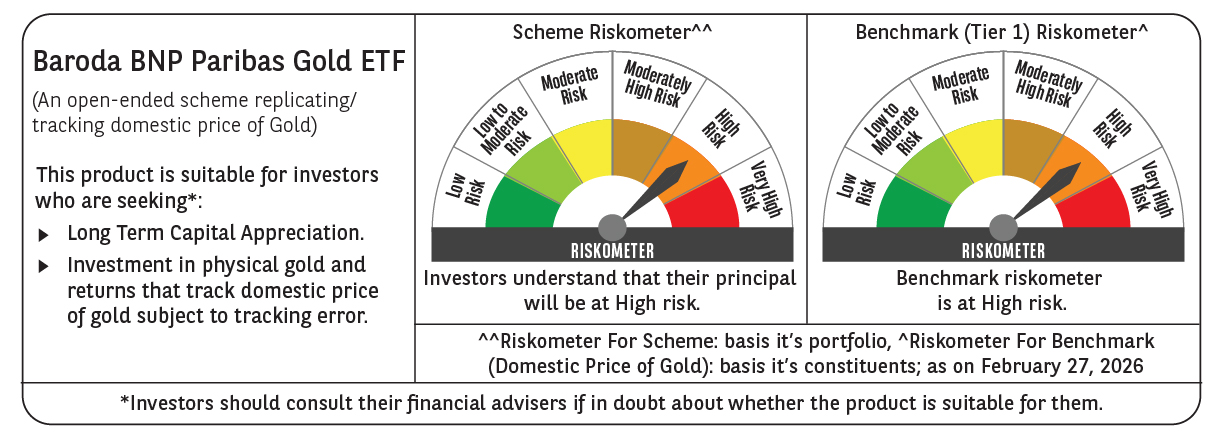 Baroda BNP Paribas Gold ETF
(An open-ended scheme replicating/
tracking domestic price of Gold)
This product is suitable for investors
who are seeking*:
Long Term Capital Appreciation.
Investment in physical gold and
returns that track domestic price
of gold subject to tracking error.
Scheme Riskometer^^
Low
Risk
Low to
Moderate
Risk
Moderate
Risk
Moderately
High Risk
High
Risk
Very High
Risk
RISKOMETER
Investors understand that their principal
will be at High risk.
Benchmark (Tier 1) Riskometer^
Low
Risk
Low to
Moderate
Risk
Moderate
Risk
Moderately
High Risk
High
Risk
Very High
Risk
RISKOMETER
Benchmark riskometer
is at High risk.
^^Riskometer For Scheme: basis it's portfolio, ^Riskometer For Benchmark
(Domestic Price of Gold): basis it's constituents; as on February 27, 2026
*Investors should consult their financial advisers if in doubt about whether the product is suitable for them.